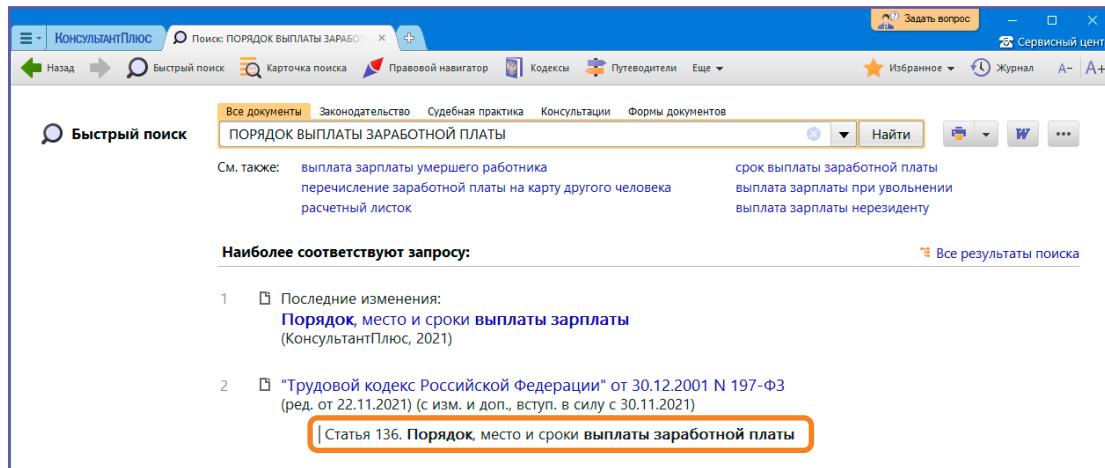 Задать вопрос
КонсультантПлюс
Поиск: ПОРЯДОК ВЫПЛАТЫ ЗАРАБОТ
Сервисный цент
Назад
Быстрый поиск
Карточка поиска
Правовой навигатор
Кодексы
Путеводители
Еще
Избранное
Журнал
A− A+
Все документы Законодательство Судебная практика Консультации Формы документов
Быстрый поиск
ПОРЯДОК ВЫПЛАТЫ ЗАРАБОТНОЙ ПЛАТЫ
Найти
W
См. также:
выплата зарплаты умершего работника
срок выплаты заработной платы
перечисление заработной платы на карту другого человека
выплата зарплаты при увольнении
расчетный листок
выплата зарплаты нерезиденту
Наиболее соответствуют запросу:
Все результаты поиска
1 Последние изменения:
Порядок, место и сроки выплаты зарплаты
(КонсультантПлюс, 2021)
2 "Трудовой кодекс Российской Федерации" от 30.12.2001 N 197-ФЗ
(ред. от 22.11.2021) (с изм. и доп., вступ. в силу с 30.11.2021)
Статья 136. Порядок, место и сроки выплаты заработной платы